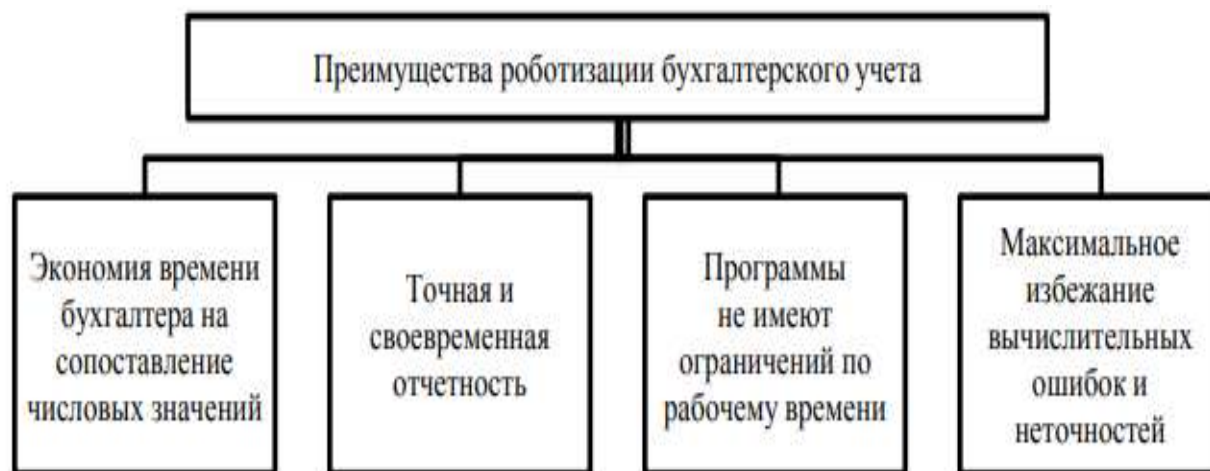 Преимущества роботизации бухгалтерского учета
Экономия времени
бухгалтера на
сопоставление
числовых значений
Точная и
своевременная
отчетность
Программы
не имеют
ограничений по
рабочему времени
Максимальное
избежание
вычислительных
ошибок и
неточностей